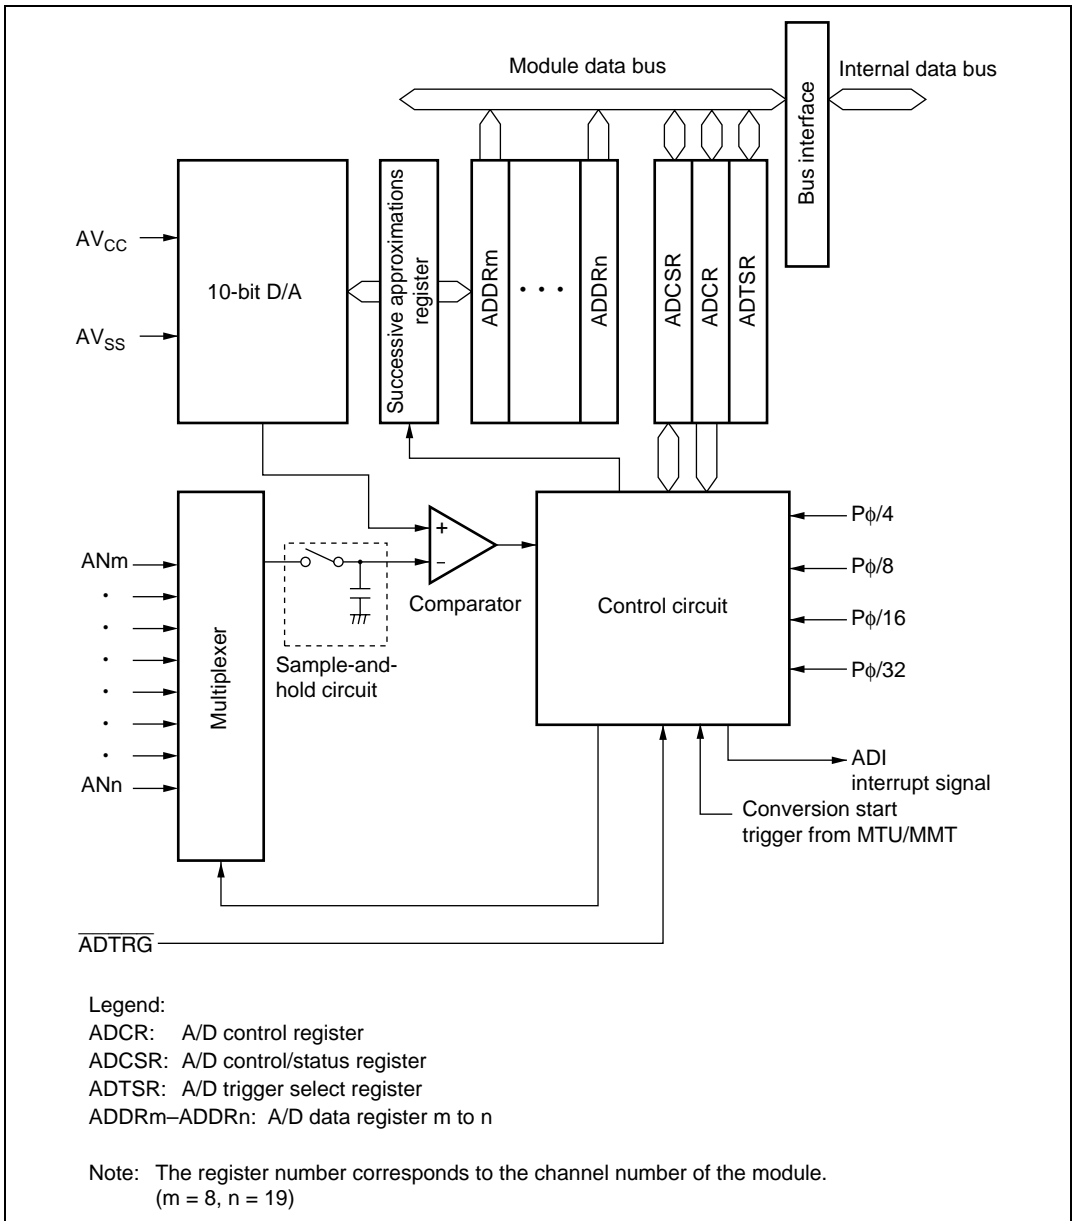 Module data bus
Internal data bus
Bus interface
AVCC
AVSS
10-bit D/A
Successive approximations
register
ADDRm
• • •
ADDRn
ADCSR
ADCR
ADTSR
ANm
•
•
•
•
•
•
ANn
Multiplexer
Sample-and-
hold circuit
+
−
Comparator
Control circuit
Pϕ/4
Pϕ/8
Pϕ/16
Pϕ/32
ADI
interrupt signal
Conversion start
trigger from MTU/MMT
ADTRG
Legend:
ADCR: A/D control register
ADCSR: A/D control/status register
ADTSR: A/D trigger select register
ADDRm–ADDRn: A/D data register m to n
Note: The register number corresponds to the channel number of the module.
(m = 8, n = 19)